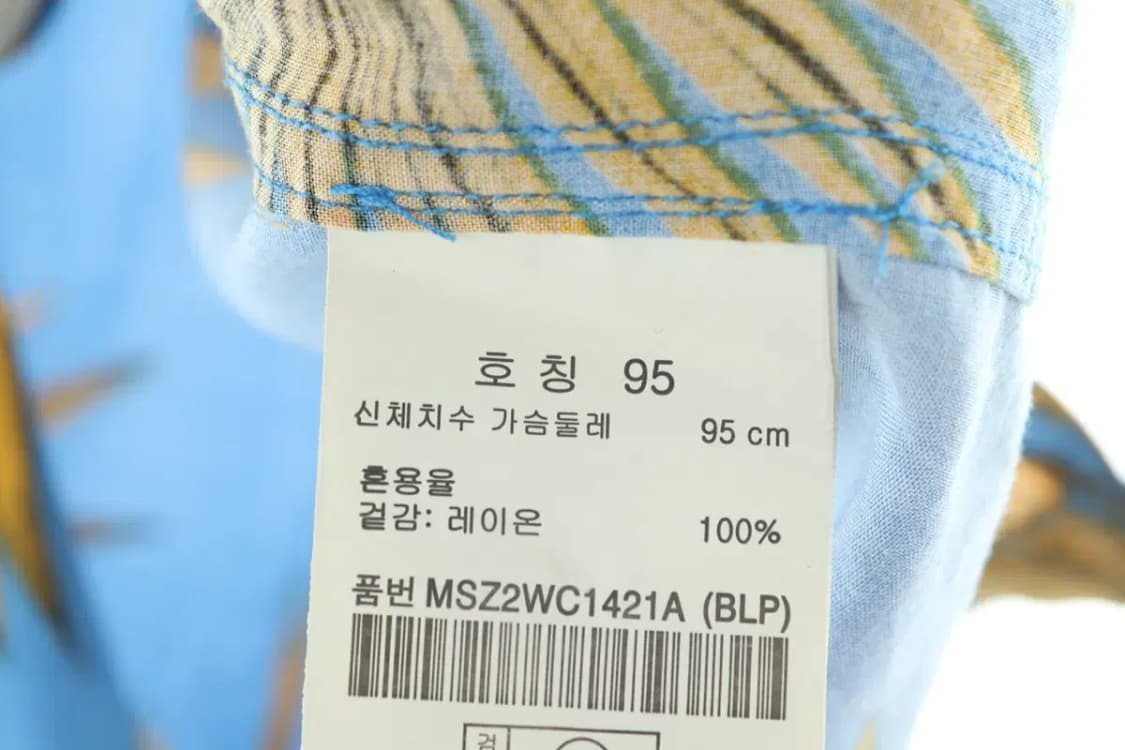 호 칭 95
신체치수 가슴둘레 95 cm
혼용율
겉감: 레이온 100%
품번 MSZ2WC1421A (BLP)
검